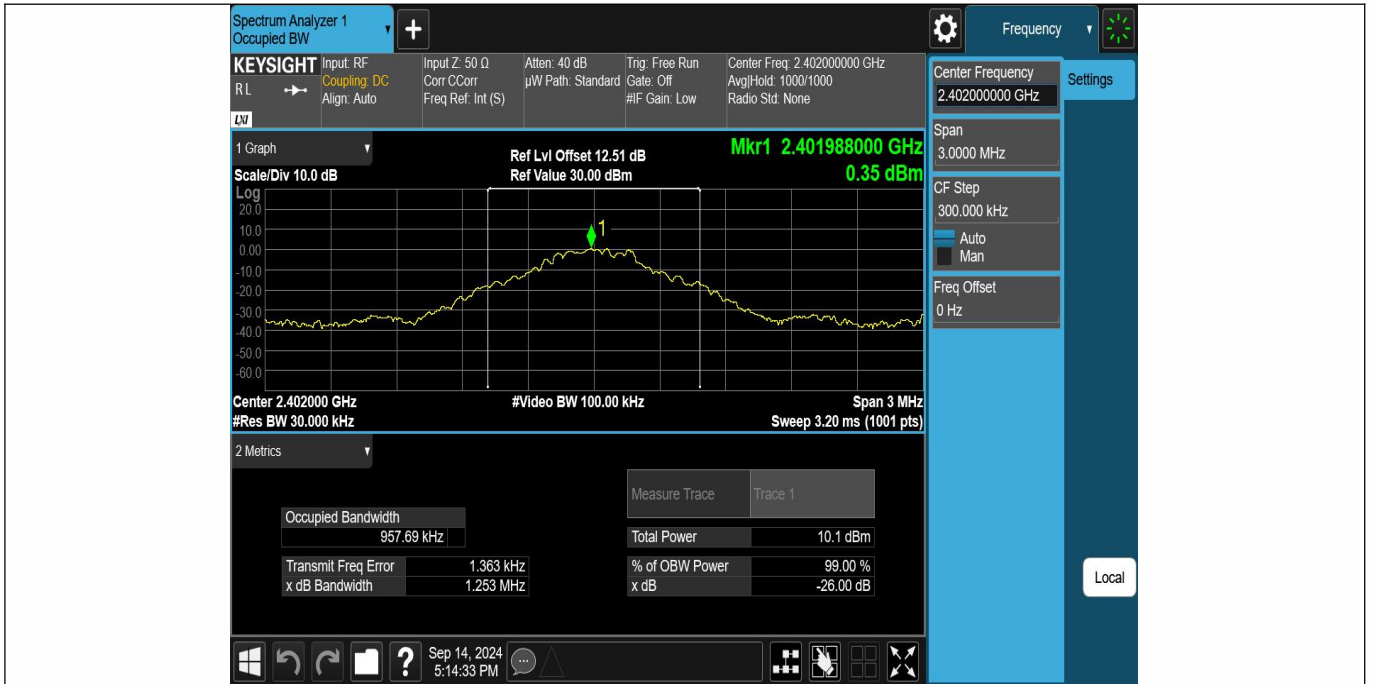 Spectrum Analyzer 1
Occupied BW
+
Frequency
KEYSIGHT
RL
LXI
Input: RF
Coupling: DC
Align: Auto
Input Z: 50 Ω
Corr CCorr
Freq Ref: Int (S)
Atten: 40 dB
µW Path: Standard
Trig: Free Run
Gate: Off
#IF Gain: Low
Center Freq: 2.402000000 GHz
Avg|Hold: 1000/1000
Radio Std: None
Center Frequency
2.402000000 GHz
Settings
Span
3.0000 MHz
CF Step
300.000 kHz
Auto
Man
Freq Offset
0 Hz
Local
1 Graph
Scale/Div 10.0 dB
Ref Lvl Offset 12.51 dB
Ref Value 30.00 dBm
Mkr1 2.401988000 GHz
0.35 dBm
Log
20.0
10.0
0.00
-10.0
-20.0
-30.0
-40.0
-50.0
-60.0
1
Center 2.402000 GHz
#Res BW 30.000 kHz
#Video BW 100.00 kHz
Span 3 MHz
Sweep 3.20 ms (1001 pts)
2 Metrics
Measure Trace Trace 1
Occupied Bandwidth
957.69 kHz
Total Power 10.1 dBm
Transmit Freq Error 1.363 kHz
% of OBW Power 99.00 %
x dB Bandwidth 1.253 MHz
x dB -26.00 dB
?
Sep 14, 2024
5:14:33 PM